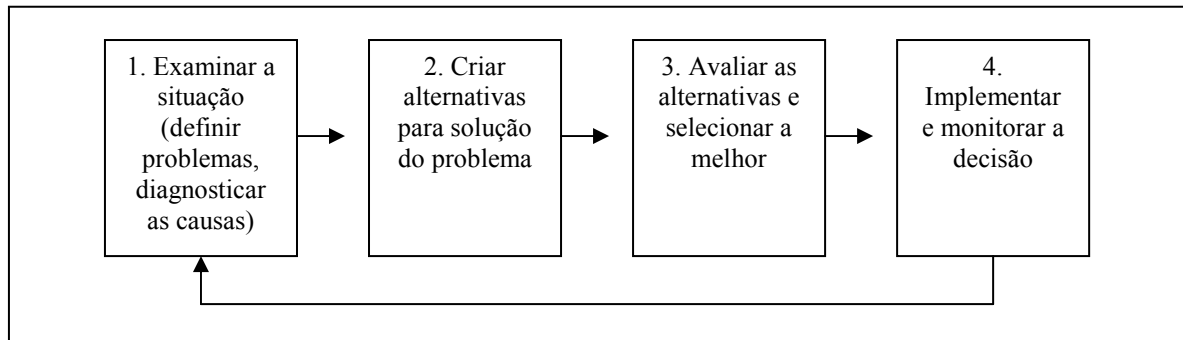 1. Examinar a
situação
(definir
problemas,
diagnosticar
as causas)
2. Criar
alternativas
para solução
do problema
3. Avaliar as
alternativas e
selecionar a
melhor
4.
Implementar
e monitorar a
decisão